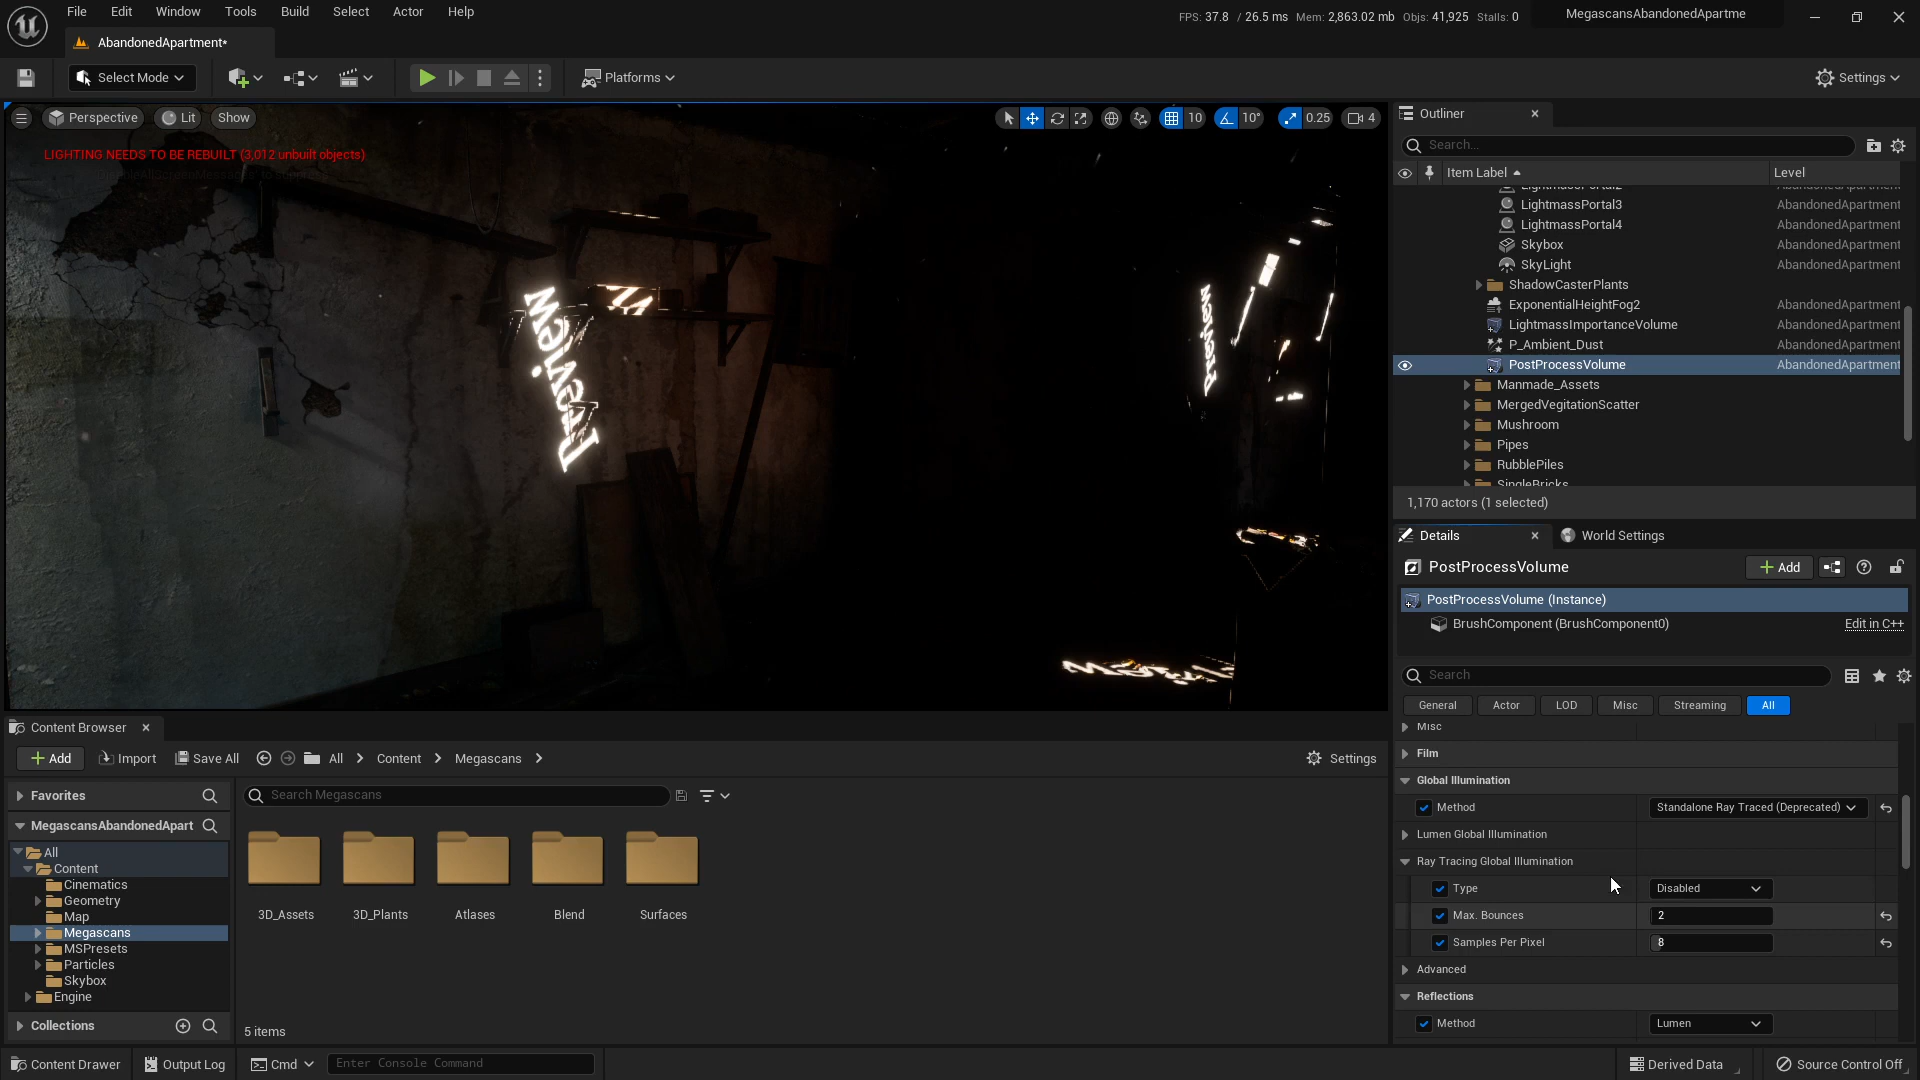 File Edit Window Tools Build Select Actor Help
FPS: 37.8 / 26.5 ms Mem: 2,863.02 mb Objs: 41,925 Stalls: 0
MegascansAbandonedApartme
AbandonedApartment*
Select Mode
Platforms
Settings
Perspective Lit Show
10 10° 0.25 4
LIGHTING NEEDS TO BE REBUILT (3,012 unbuilt objects)
Preview
Preview
Outliner
Search...
Item Label Level
LightmassPortal2 AbandonedApartment
LightmassPortal3 AbandonedApartment
LightmassPortal4 AbandonedApartment
Skybox AbandonedApartment
SkyLight AbandonedApartment
ShadowCasterPlants
ExponentialHeightFog2 AbandonedApartment
LightmassImportanceVolume AbandonedApartment
P_Ambient_Dust AbandonedApartment
PostProcessVolume AbandonedApartment
Manmade_Assets
MergedVegitationScatter
Mushroom
Pipes
RubblePiles
SingleBricks
1,170 actors (1 selected)
Details World Settings
PostProcessVolume
Add
PostProcessVolume (Instance)
BrushComponent (BrushComponent0) Edit in C++
Search
General Actor LOD Misc Streaming All
Misc
Film
Global Illumination
Method Standalone Ray Traced (Deprecated)
Lumen Global Illumination
Ray Tracing Global Illumination
Type Disabled
Max. Bounces 2
Samples Per Pixel 8
Advanced
Reflections
Method Lumen
Content Browser
Add Import Save All All Content Megascans Settings
Favorites
MegascansAbandonedApart
All
Content
Cinematics
Geometry
Map
Megascans
MSPresets
Particles
Skybox
Engine
Collections
Search Megascans
3D_Assets 3D_Plants Atlases Blend Surfaces
5 items
Content Drawer Output Log Cmd Enter Console Command
Derived Data Source Control Off